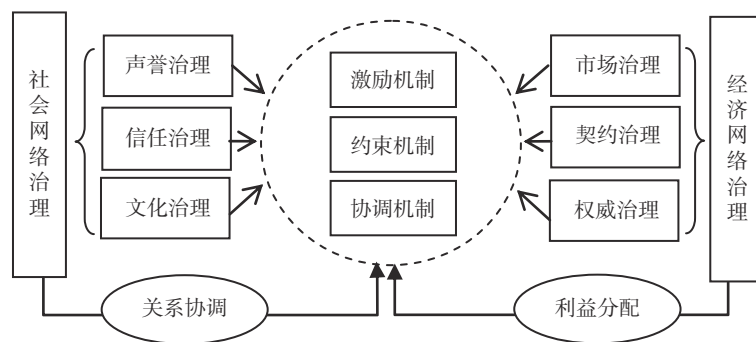 社会网络治理
声誉治理
信任治理
文化治理
激励机制
约束机制
协调机制
市场治理
契约治理
权威治理
经济网络治理
关系协调
利益分配